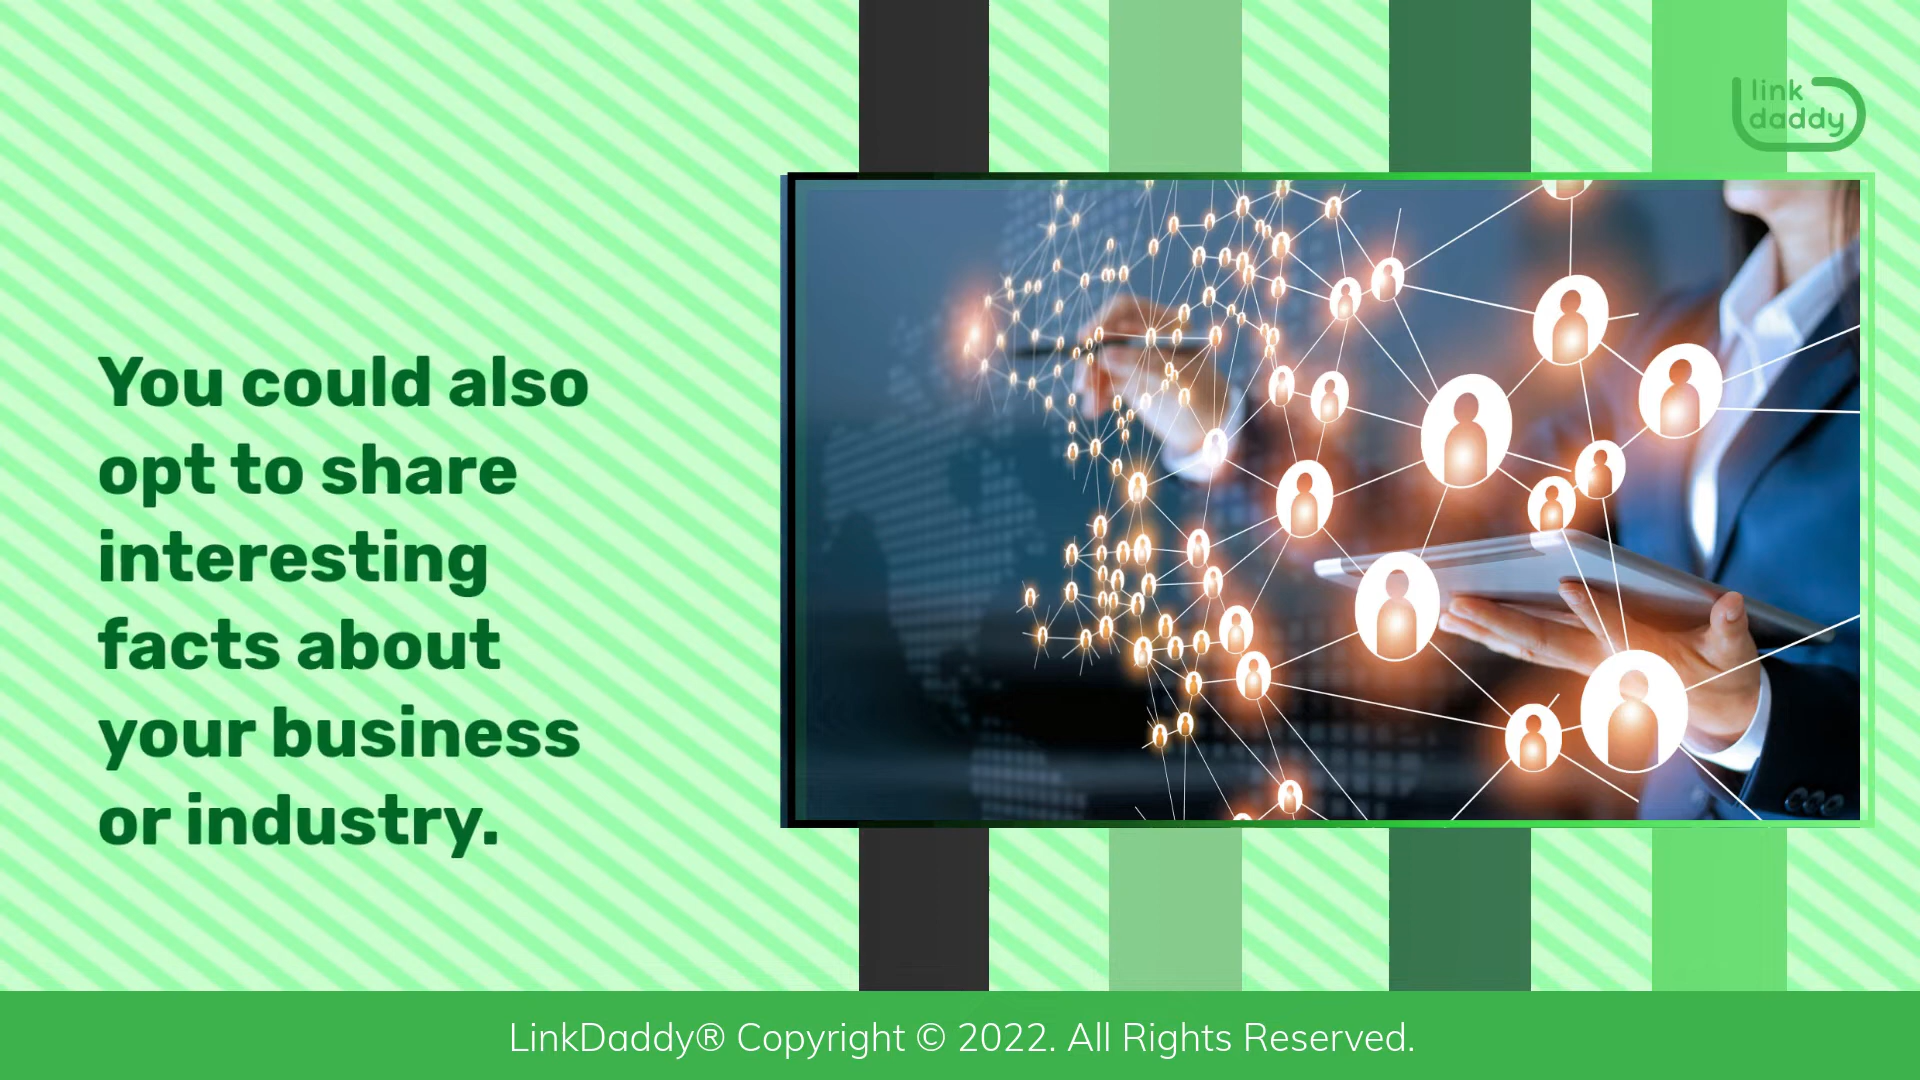 link
daddy
You could also
opt to share
interesting
facts about
your business
or industry.
LinkDaddy® Copyright © 2022. All Rights Reserved.